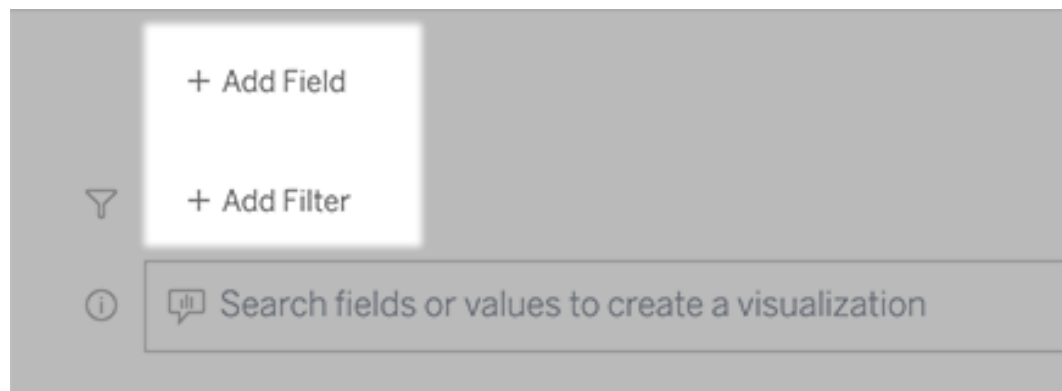 + Add Field
+ Add Filter
Search fields or values to create a visualization